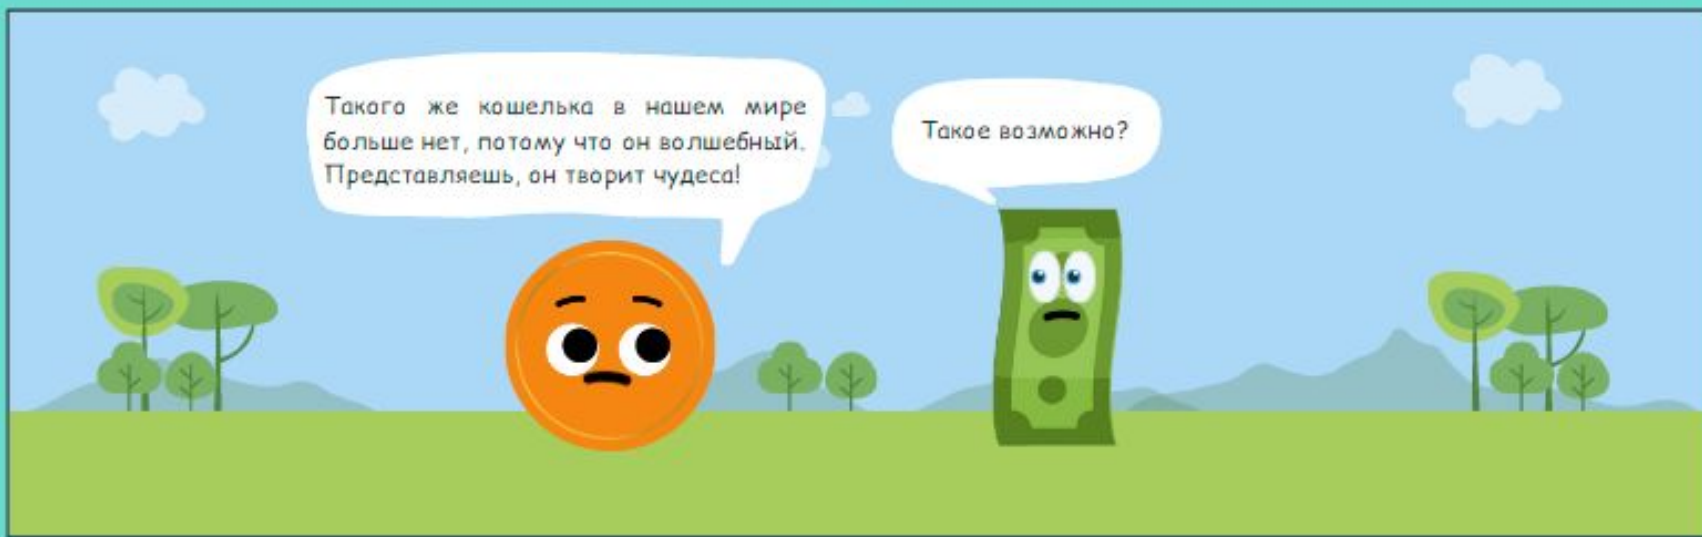 Такого же кошелька в нашем мире
больше нет, потому что он волшебный.
Представляешь, он творит чудеса!
Такое возможно?